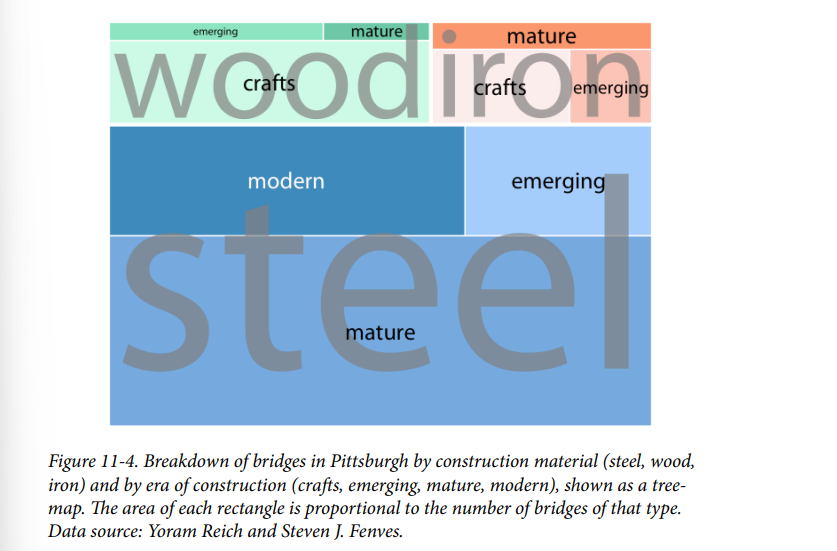 emerging mature mature
wood iron
crafts crafts emerging
modern emerging
steel
mature
Figure 11-4. Breakdown of bridges in Pittsburgh by construction material (steel, wood,
iron) and by era of construction (crafts, emerging, mature, modern), shown as a tree-
map. The area of each rectangle is proportional to the number of bridges of that type.
Data source: Yoram Reich and Steven J. Fenves.